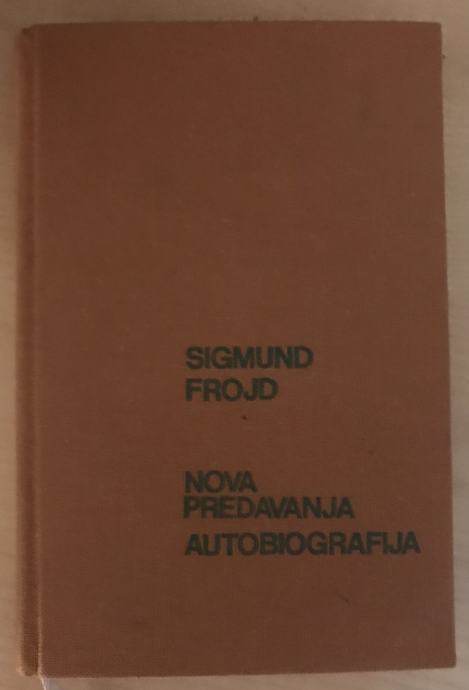 SIGMUND
FROJD
NOVA
PREDAVANJA
AUTOBIOGRAFIJA